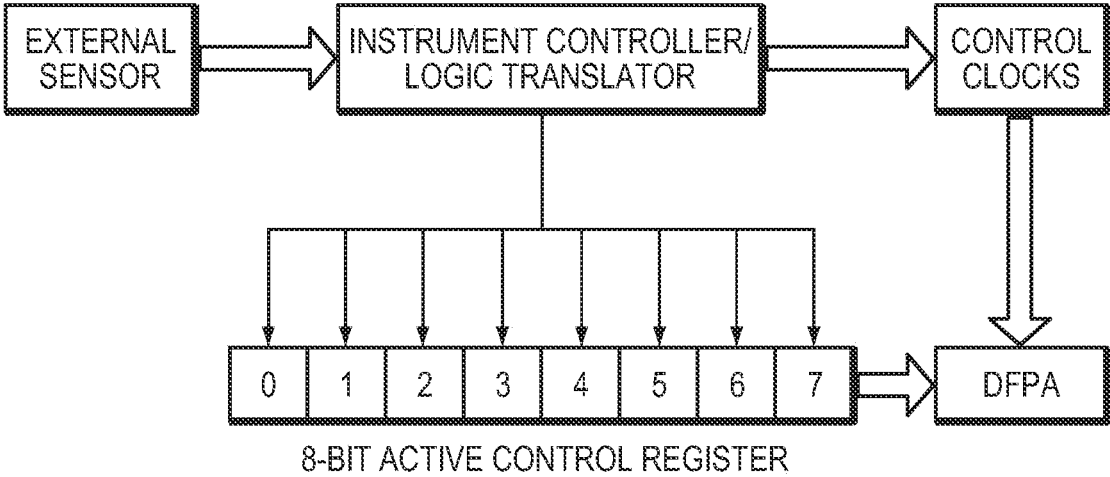 EXTERNAL
SENSOR
INSTRUMENT CONTROLLER/
LOGIC TRANSLATOR
CONTROL
CLOCKS
0 1 2 3 4 5 6 7
DFPA
8-BIT ACTIVE CONTROL REGISTER